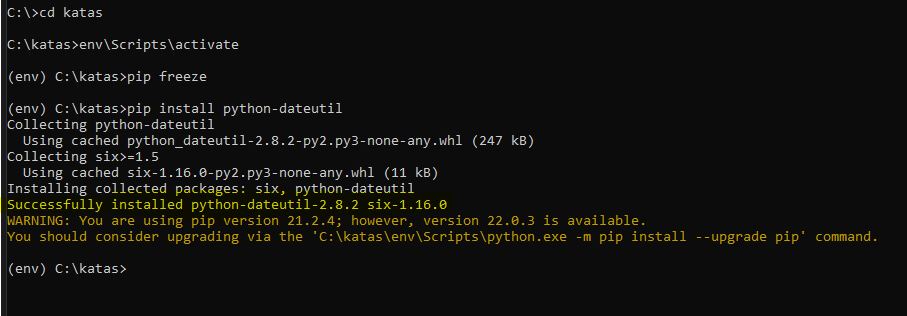 C:\>cd katas
C:\katas>env\Scripts\activate
(env) C:\katas>pip freeze
(env) C:\katas>pip install python-dateutil
Collecting python-dateutil
  Using cached python_dateutil-2.8.2-py2.py3-none-any.whl (247 kB)
Collecting six>=1.5
  Using cached six-1.16.0-py2.py3-none-any.whl (11 kB)
Installing collected packages: six, python-dateutil
Successfully installed python-dateutil-2.8.2 six-1.16.0
WARNING: You are using pip version 21.2.4; however, version 22.0.3 is available.
You should consider upgrading via the 'C:\katas\env\Scripts\python.exe -m pip install --upgrade pip' command.
(env) C:\katas>